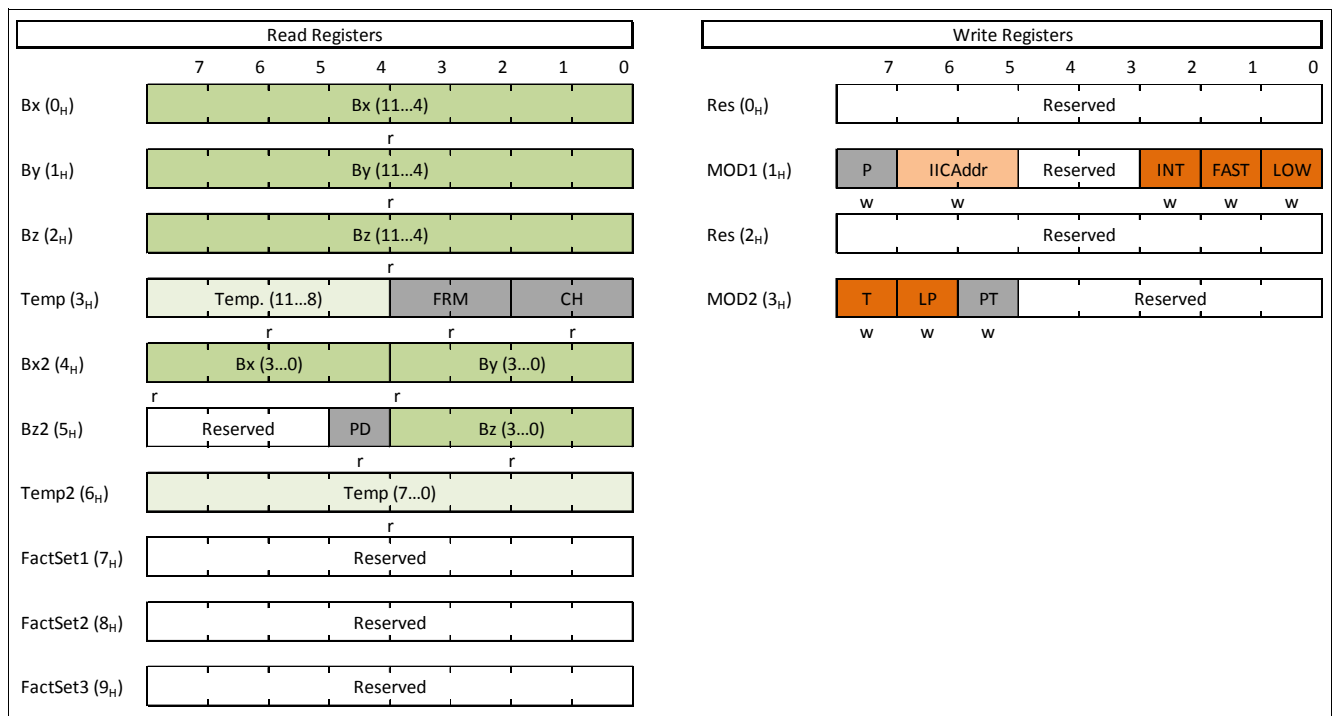 Read Registers
7 6 5 4 3 2 1 0
Bx (0H) Bx (11...4)
r
By (1H) By (11...4)
r
Bz (2H) Bz (11...4)
r
Temp (3H) Temp. (11...8) FRM CH
r r r
Bx2 (4H) Bx (3...0) By (3...0)
r r
Bz2 (5H) Reserved PD Bz (3...0)
r r
Temp2 (6H) Temp (7...0)
r
FactSet1 (7H) Reserved
FactSet2 (8H) Reserved
FactSet3 (9H) Reserved
Write Registers
7 6 5 4 3 2 1 0
Res (0H) Reserved
MOD1 (1H) P IICAddr Reserved INT FAST LOW
w w w w w
Res (2H) Reserved
MOD2 (3H) T LP PT Reserved
w w w